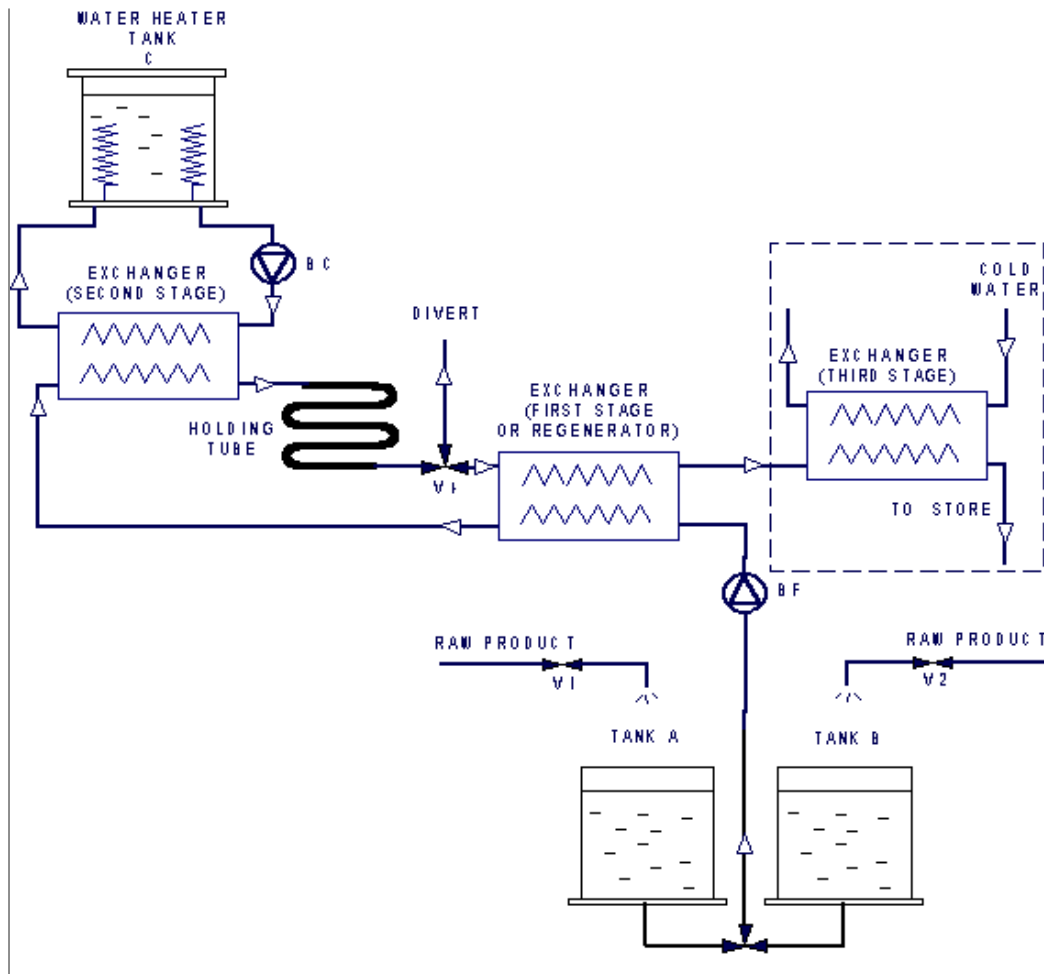 WATER HEATER
TANK
C
BC
EXCHANGER
(SECOND STAGE)
COLD
WATER
DIVERT
EXCHANGER
(THIRD STAGE)
EXCHANGER
(FIRST STAGE
OR REGENERATOR)
HOLDING
TUBE
TO STORE
BF
RAW PRODUCT
V1
RAW PRODUCT
V2
TANK A
TANK B